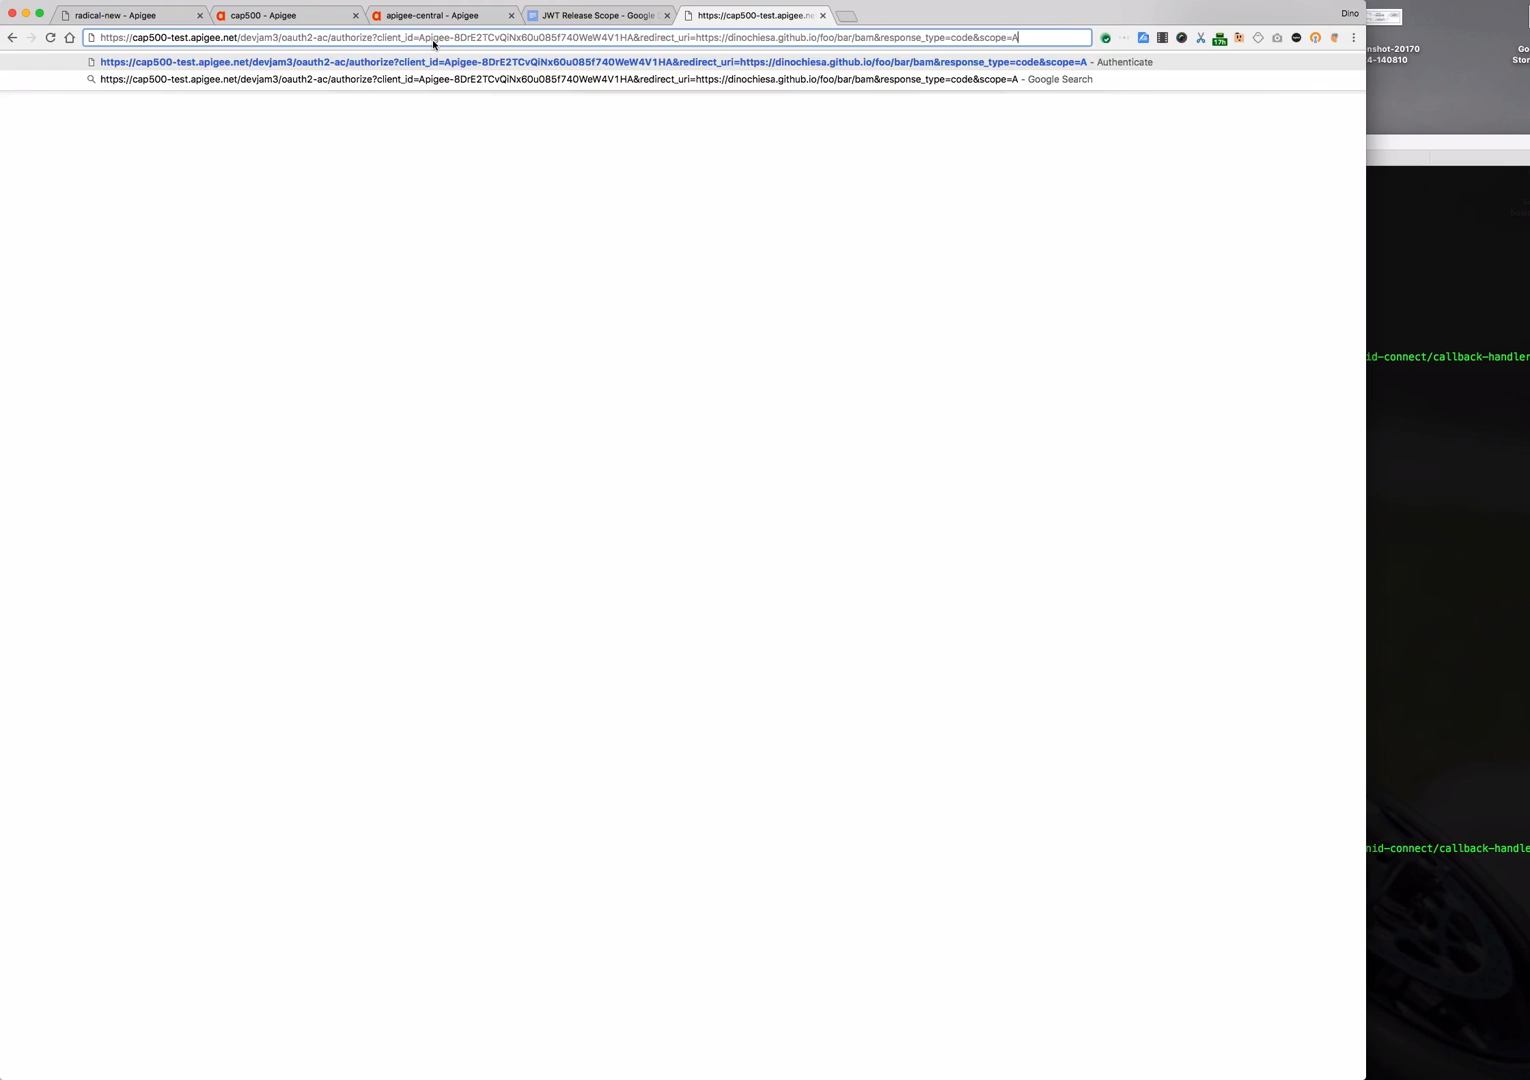 radical-new - Apigee
cap500 - Apigee
apigee-central - Apigee
JWT Release Scope - Google
https://cap500-test.apigee.ne
Dino
https://cap500-test.apigee.net/devjam3/oauth2-ac/authorize?client_id=Apigee-8DrE2TCvQiNx60u085f740WeW4V1HA&redirect_uri=https://dinochiesa.github.io/foo/bar/bam&response_type=code&scope=A
17h
https://cap500-test.apigee.net/devjam3/oauth2-ac/authorize?client_id=Apigee-8DrE2TCvQiNx60u085f740WeW4V1HA&redirect_uri=https://dinochiesa.github.io/foo/bar/bam&response_type=code&scope=A - Authenticate
https://cap500-test.apigee.net/devjam3/oauth2-ac/authorize?client_id=Apigee-8DrE2TCvQiNx60u085f740WeW4V1HA&redirect_uri=https://dinochiesa.github.io/foo/bar/bam&response_type=code&scope=A - Google Search
nshot-20170
4-140810
Go
Stor
id-connect/callback-handler
nid-connect/callback-handle